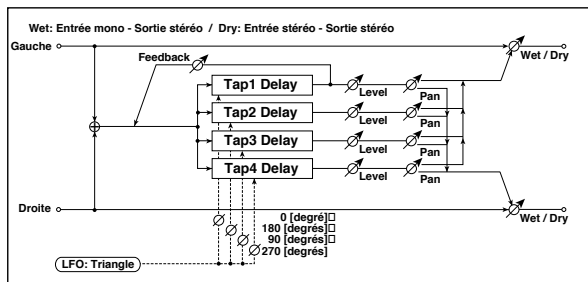 Wet: Entrée mono - Sortie stéréo / Dry: Entrée stéréo - Sortie stéréo
Gauche
Wet / Dry
Feedback
Tap1 Delay
Level
Pan
Tap2 Delay
Level
Pan
Tap3 Delay
Level
Pan
Tap4 Delay
Level
Pan
Droite
Wet / Dry
0 [degré]□
180 [degrés]□
90 [degrés]□
270 [degrés]
LFO: Triangle